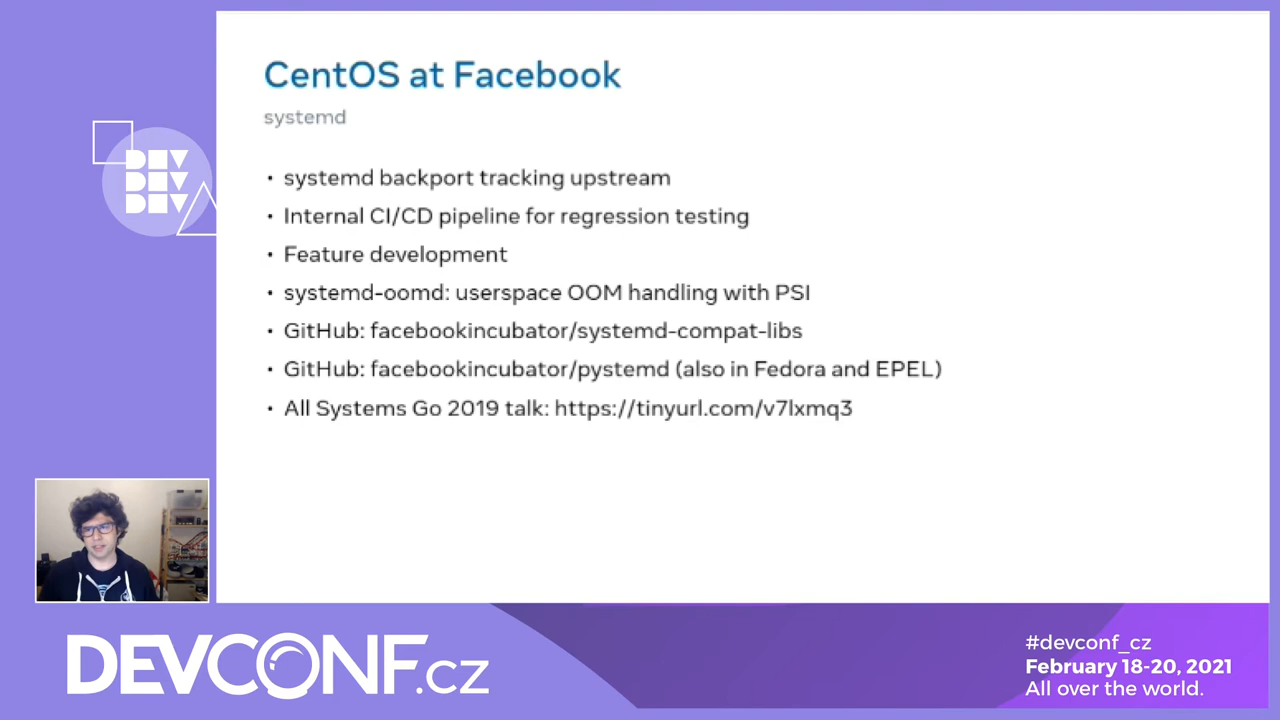 CentOS at Facebook
systemd
DEV
DEV
DEV
• systemd backport tracking upstream
• Internal CI/CD pipeline for regression testing
• Feature development
• systemd-oomd: userspace OOM handling with PSI
• GitHub: facebookincubator/systemd-compat-libs
• GitHub: facebookincubator/pystemd (also in Fedora and EPEL)
• All Systems Go 2019 talk: https://tinyurl.com/v7lxmq3
DEVCONF.cz
#devconf_cz
February 18-20, 2021
All over the world.